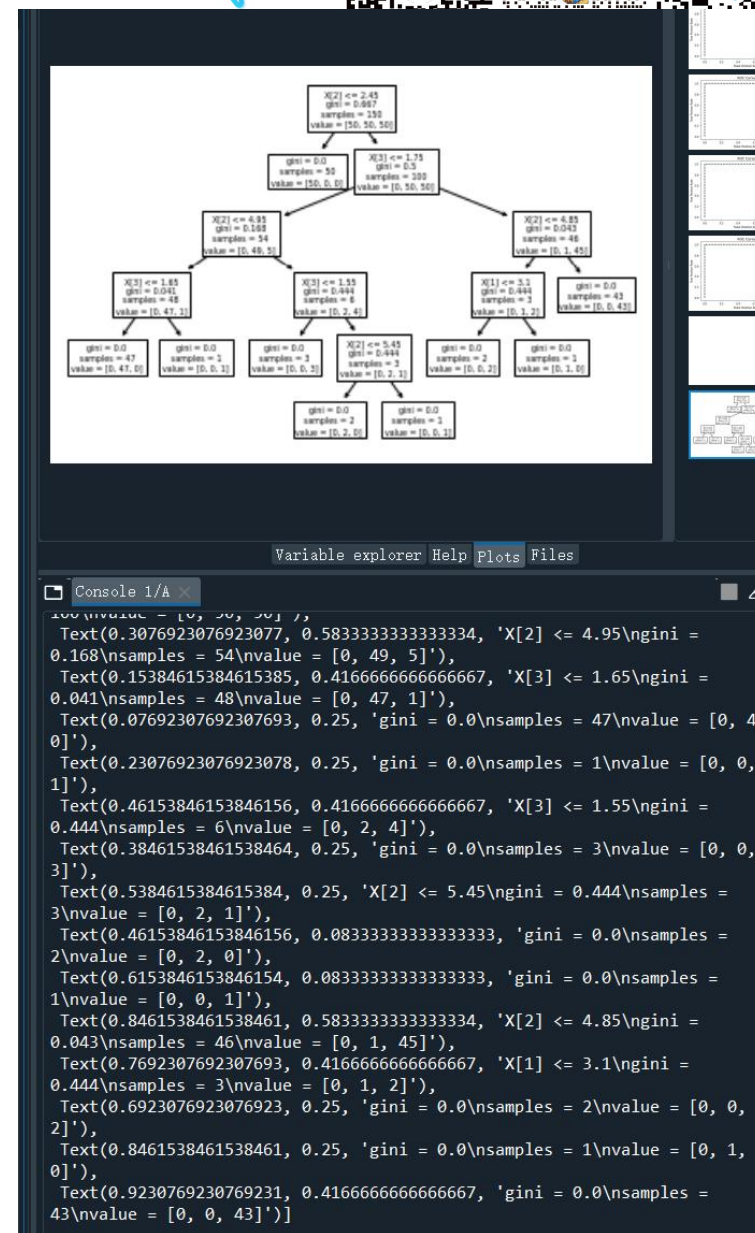 X[2] <= 2.45
gini = 0.667
samples = 150
value = [50, 50, 50]
gini = 0.0
samples = 50
value = [50, 0, 0]
X[3] <= 1.75
gini = 0.5
samples = 100
value = [0, 50, 50]
X[2] <= 4.95
gini = 0.168
samples = 54
value = [0, 49, 5]
X[2] <= 4.85
gini = 0.043
samples = 46
value = [0, 1, 45]
X[3] <= 1.65
gini = 0.041
samples = 48
value = [0, 47, 1]
X[3] <= 1.55
gini = 0.444
samples = 6
value = [0, 2, 4]
X[1] <= 3.1
gini = 0.444
samples = 3
value = [0, 1, 2]
gini = 0.0
samples = 43
value = [0, 0, 43]
gini = 0.0
samples = 47
value = [0, 47, 0]
gini = 0.0
samples = 1
value = [0, 0, 1]
gini = 0.0
samples = 3
value = [0, 0, 3]
X[2] <= 5.45
gini = 0.444
samples = 3
value = [0, 2, 1]
gini = 0.0
samples = 2
value = [0, 0, 2]
gini = 0.0
samples = 1
value = [0, 1, 0]
gini = 0.0
samples = 2
value = [0, 2, 0]
gini = 0.0
samples = 1
value = [0, 0, 1]
Variable explorer Help Plots Files
Console 1/A
100\nvalue = [0, 50, 50]'),
Text(0.3076923076923077, 0.5833333333333334, 'X[2] <= 4.95\ngini =
0.168\nsamples = 54\nvalue = [0, 49, 5]'),
Text(0.15384615384615385, 0.4166666666666667, 'X[3] <= 1.65\ngini =
0.041\nsamples = 48\nvalue = [0, 47, 1]'),
Text(0.07692307692307693, 0.25, 'gini = 0.0\nsamples = 47\nvalue = [0, 4
0]'),
Text(0.23076923076923078, 0.25, 'gini = 0.0\nsamples = 1\nvalue = [0, 0,
1]'),
Text(0.46153846153846156, 0.4166666666666667, 'X[3] <= 1.55\ngini =
0.444\nsamples = 6\nvalue = [0, 2, 4]'),
Text(0.38461538461538464, 0.25, 'gini = 0.0\nsamples = 3\nvalue = [0, 0,
3]'),
Text(0.5384615384615384, 0.25, 'X[2] <= 5.45\ngini = 0.444\nsamples =
3\nvalue = [0, 2, 1]'),
Text(0.46153846153846156, 0.08333333333333333, 'gini = 0.0\nsamples =
2\nvalue = [0, 2, 0]'),
Text(0.6153846153846154, 0.08333333333333333, 'gini = 0.0\nsamples =
1\nvalue = [0, 0, 1]'),
Text(0.8461538461538461, 0.5833333333333334, 'X[2] <= 4.85\ngini =
0.043\nsamples = 46\nvalue = [0, 1, 45]'),
Text(0.7692307692307693, 0.4166666666666667, 'X[1] <= 3.1\ngini =
0.444\nsamples = 3\nvalue = [0, 1, 2]'),
Text(0.6923076923076923, 0.25, 'gini = 0.0\nsamples = 2\nvalue = [0, 0,
2]'),
Text(0.8461538461538461, 0.25, 'gini = 0.0\nsamples = 1\nvalue = [0, 1,
0]'),
Text(0.9230769230769231, 0.4166666666666667, 'gini = 0.0\nsamples =
43\nvalue = [0, 0, 43]')]